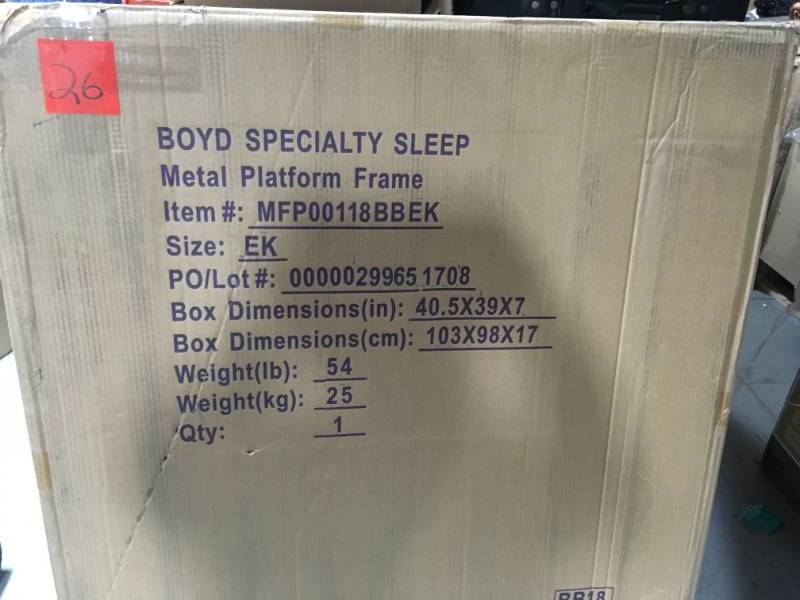 26
BOYD SPECIALTY SLEEP
Metal Platform Frame
Item #: MFP00118BBEK
Size: EK
PO/Lot #: 0000029965 1708
Box Dimensions(in): 40.5X39X7
Box Dimensions(cm): 103X98X17
Weight(lb): 54
Weight(kg): 25
Qty: 1
BB18